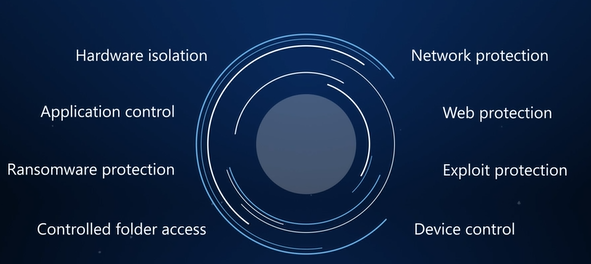 Hardware isolation
Application control
Ransomware protection
Controlled folder access
Network protection
Web protection
Exploit protection
Device control